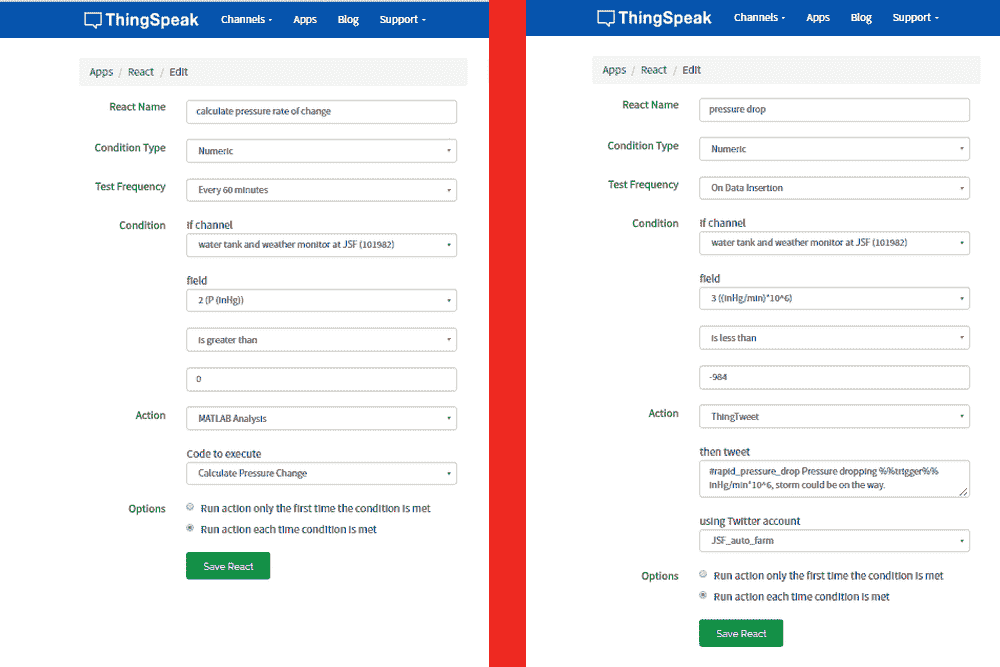 ThingSpeak Channels Apps Blog Support
Apps / React / Edit
React Name calculate pressure rate of change
Condition Type Numeric
Test Frequency Every 60 minutes
Condition If channel
water tank and weather monitor at JSF (101982)
field
2 (P (inHg))
is greater than
0
Action MATLAB Analysis
Code to execute
Calculate Pressure Change
Options Run action only the first time the condition is met
Run action each time condition is met
Save React
ThingSpeak Channels Apps Blog Support
Apps / React / Edit
React Name pressure drop
Condition Type Numeric
Test Frequency On Data Insertion
Condition If channel
water tank and weather monitor at JSF (101982)
field
3 ((inHg/min)*10^6)
is less than
-984
Action ThingTweet
then tweet
#rapid_pressure_drop Pressure dropping %%trigger%%
inHg/min*10^6, storm could be on the way.
using Twitter account
JSF_auto_farm
Options Run action only the first time the condition is met
Run action each time condition is met
Save React